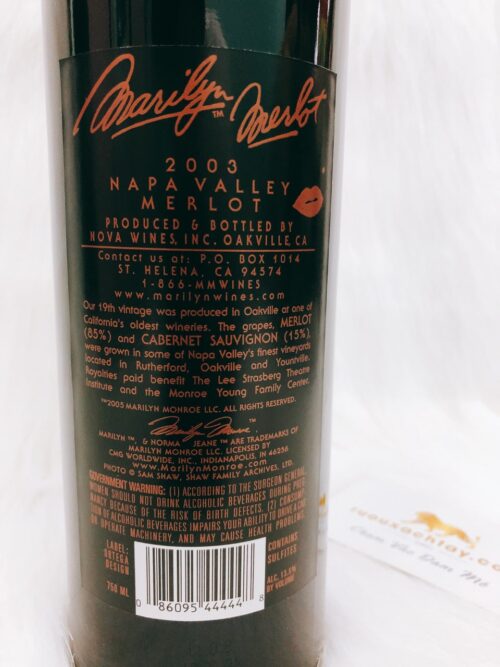 Marilyn™ Merlot
2003
NAPA VALLEY
MERLOT
PRODUCED & BOTTLED BY
NOVA WINES, INC. OAKVILLE, CA
Contact us at: P.O. BOX 1014
ST. HELENA, CA 94574
1-866-MMWINES
www.marilynwines.com
Our 19th vintage was produced in Oakville at one of
California's oldest wineries. The grapes, MERLOT
(85%) and CABERNET SAUVIGNON (15%)
were grown in some of Napa Valley's finest vineyards
located in Rutherford, Oakville and Yountville.
Royalties paid benefit The Lee Strasberg Theatre
Institute and the Monroe Young Family Center.
™2005 MARILYN MONROE LLC. ALL RIGHTS RESERVED.
Marilyn Monroe™
MARILYN™, & NORMA JEANE™ ARE TRADEMARKS OF
MARILYN MONROE LLC. LICENSED BY
CMG WORLDWIDE, INC., INDIANAPOLIS, IN 46256
www.MarilynMonroe.com
PHOTO © SAM SHAW, SHAW FAMILY ARCHIVES, LTD.
GOVERNMENT WARNING: (1) ACCORDING TO THE SURGEON GENERAL,
WOMEN SHOULD NOT DRINK ALCOHOLIC BEVERAGES DURING PREG-
NANCY BECAUSE OF THE RISK OF BIRTH DEFECTS. (2) CONSUMP-
TION OF ALCOHOLIC BEVERAGES IMPAIRS YOUR ABILITY TO DRIVE A CAR
OR OPERATE MACHINERY, AND MAY CAUSE HEALTH PROBLEMS.
LABEL:
ORTEGA
DESIGN
750 ML
CONTAINS
SULFITES
ALC. 13.5%
BY VOLUME
0 86095 44444 8